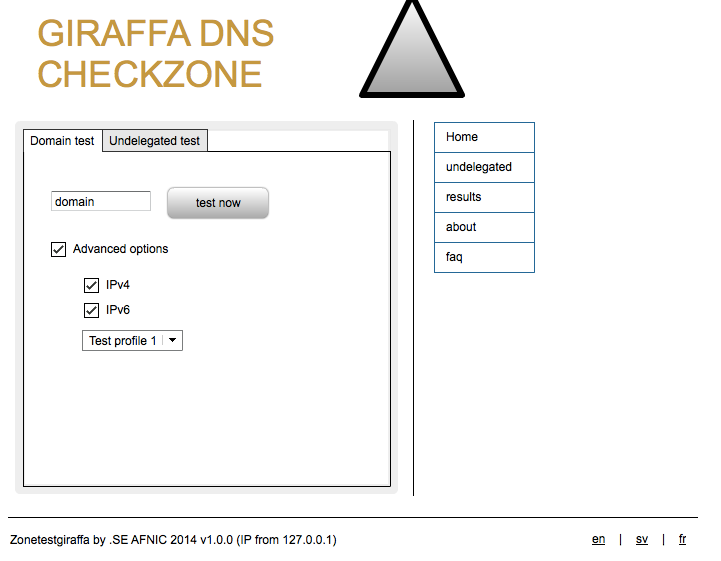 GIRAFFA DNS
CHECKZONE
Domain test
Undelegated test
domain
test now
Advanced options
IPv4
IPv6
Test profile 1
Home
undelegated
results
about
faq
Zonetestgiraffa by .SE AFNIC 2014 v1.0.0 (IP from 127.0.0.1)
en | sv | fr